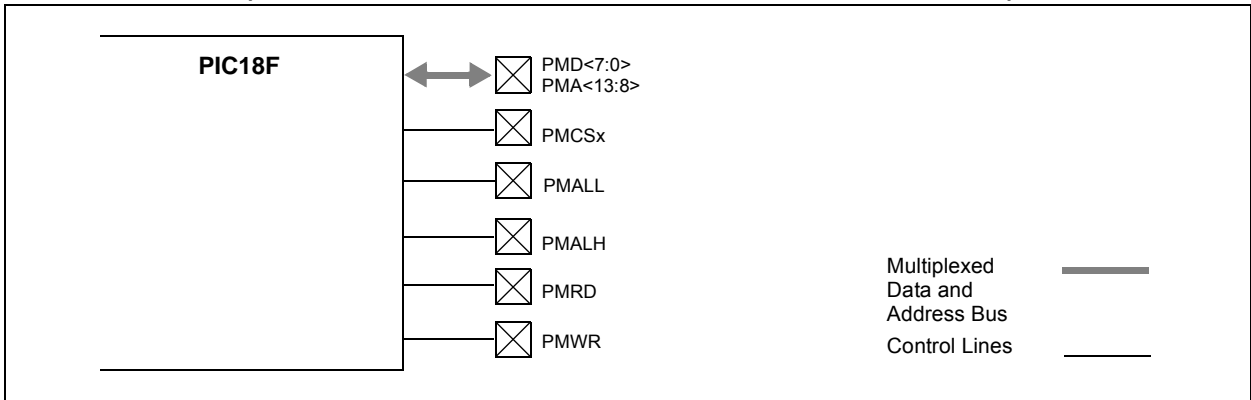 PIC18F
PMD<7:0>
PMA<13:8>
PMCSx
PMALL
PMALH
PMRD
PMWR
Multiplexed
Data and
Address Bus
Control Lines